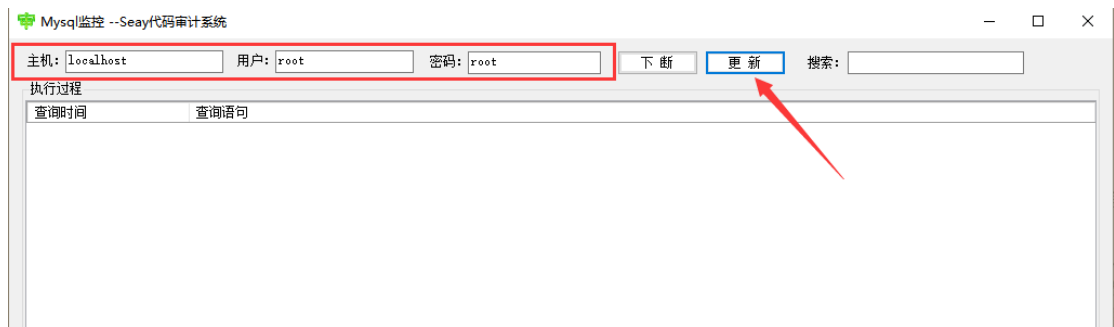 Mysql监控 --Seay代码审计系统
主机: localhost 用户: root 密码: root 下 断 更 新 搜索:
执行过程
查询时间 查询语句